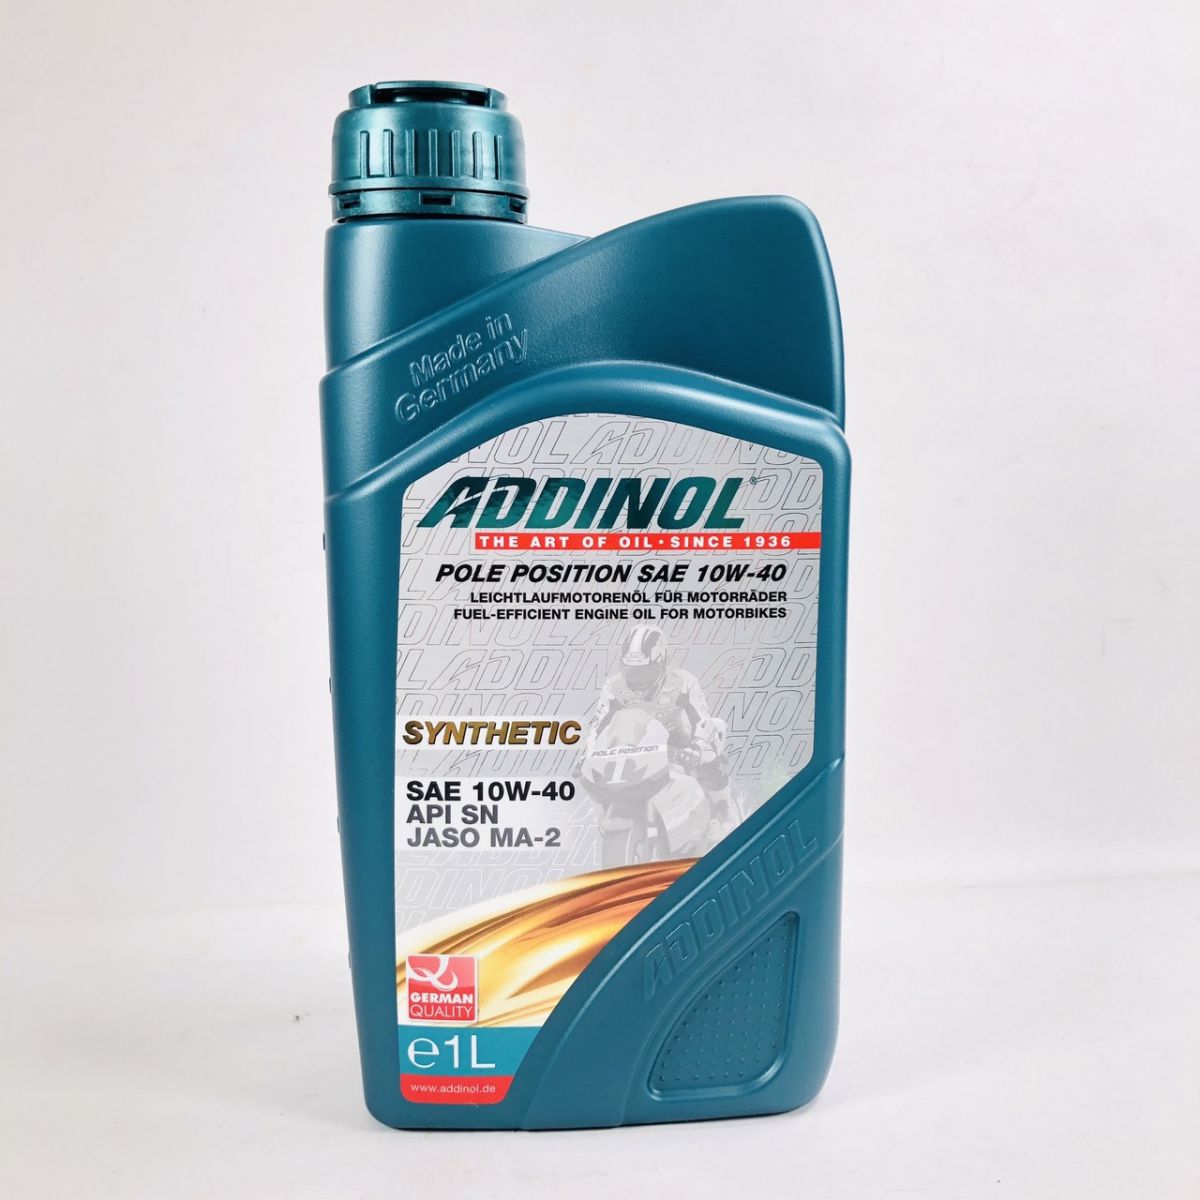 Made in
Germany
ADDINOL®
THE ART OF OIL · SINCE 1936
POLE POSITION SAE 10W-40
LEICHTLAUFMOTORENÖL FÜR MOTORRÄDER
FUEL-EFFICIENT ENGINE OIL FOR MOTORBIKES
SYNTHETIC
POLE POSITION
1
SAE 10W-40
API SN
JASO MA-2
ADDINOL
GERMAN
QUALITY
e1L
www.addinol.de